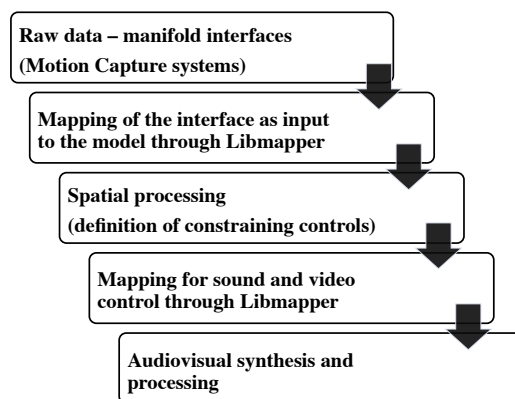 Raw data – manifold interfaces
(Motion Capture systems)
Mapping of the interface as input
to the model through Libmapper
Spatial processing
(definition of constraining controls)
Mapping for sound and video
control through Libmapper
Audiovisual synthesis and
processing